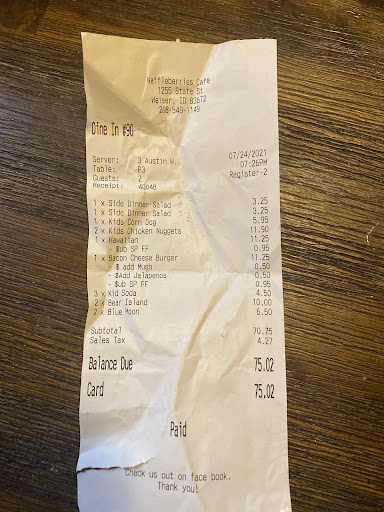 Waffleberries Cafe
1255 State St
Weiser, ID 83672
208-549-1149
Dine In #90
07/24/2021
Server: 3 Austin W. 07:26PM
Table: P3 Register-2
Guests: 2
Receipt: 40048
1 x Side Dinner Salad 3.25
1 x Side Dinner Salad 3.25
1 x Kids Corn Dog 5.95
2 x Kids Chicken Nuggets 11.90
1 x Hawaiian 11.25
- $ub SP FF 0.95
1 x Bacon Cheese Burger 11.25
- $ add Mush 0.50
- $Add Jalapenos 0.50
- $ub SP FF 0.95
3 x Kid Soda 4.50
2 x Bear Island 10.00
2 x Blue Moon 6.50
Subtotal 70.75
Sales Tax 4.27
Balance Due 75.02
Card 75.02
Paid
Check us out on face book.
Thank you!